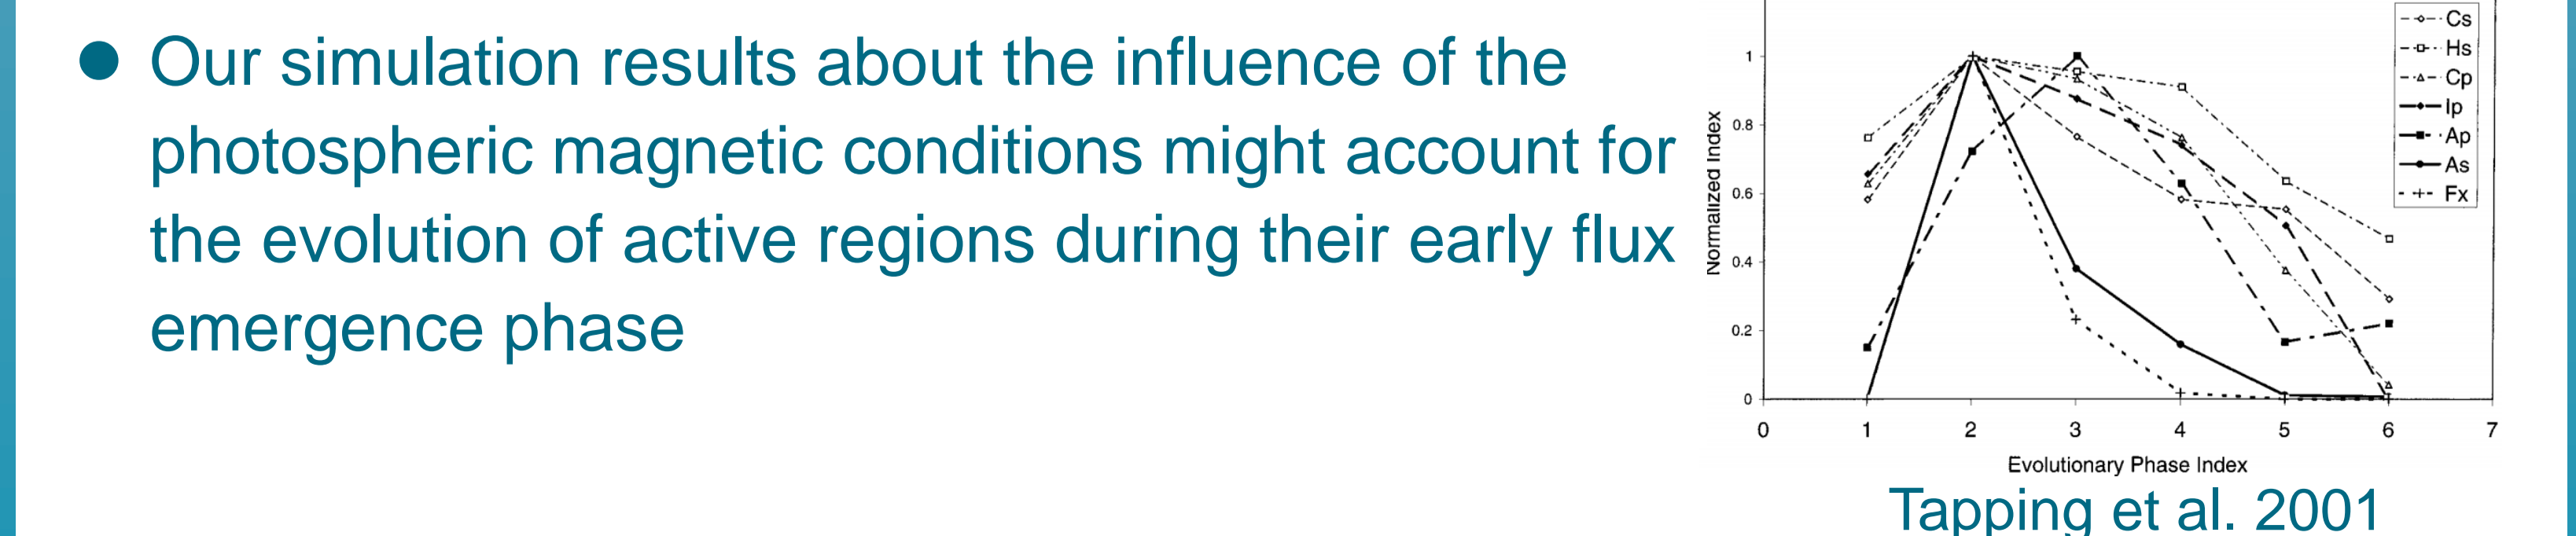 ● Our simulation results about the influence of the
photospheric magnetic conditions might account for
the evolution of active regions during their early flux
emergence phase
Cs
Hs
Cp
Ip
Ap
As
Fx
1
0.8
0.6
0.4
0.2
0
Normalized Index
0 1 2 3 4 5 6 7
Evolutionary Phase Index
Tapping et al. 2001